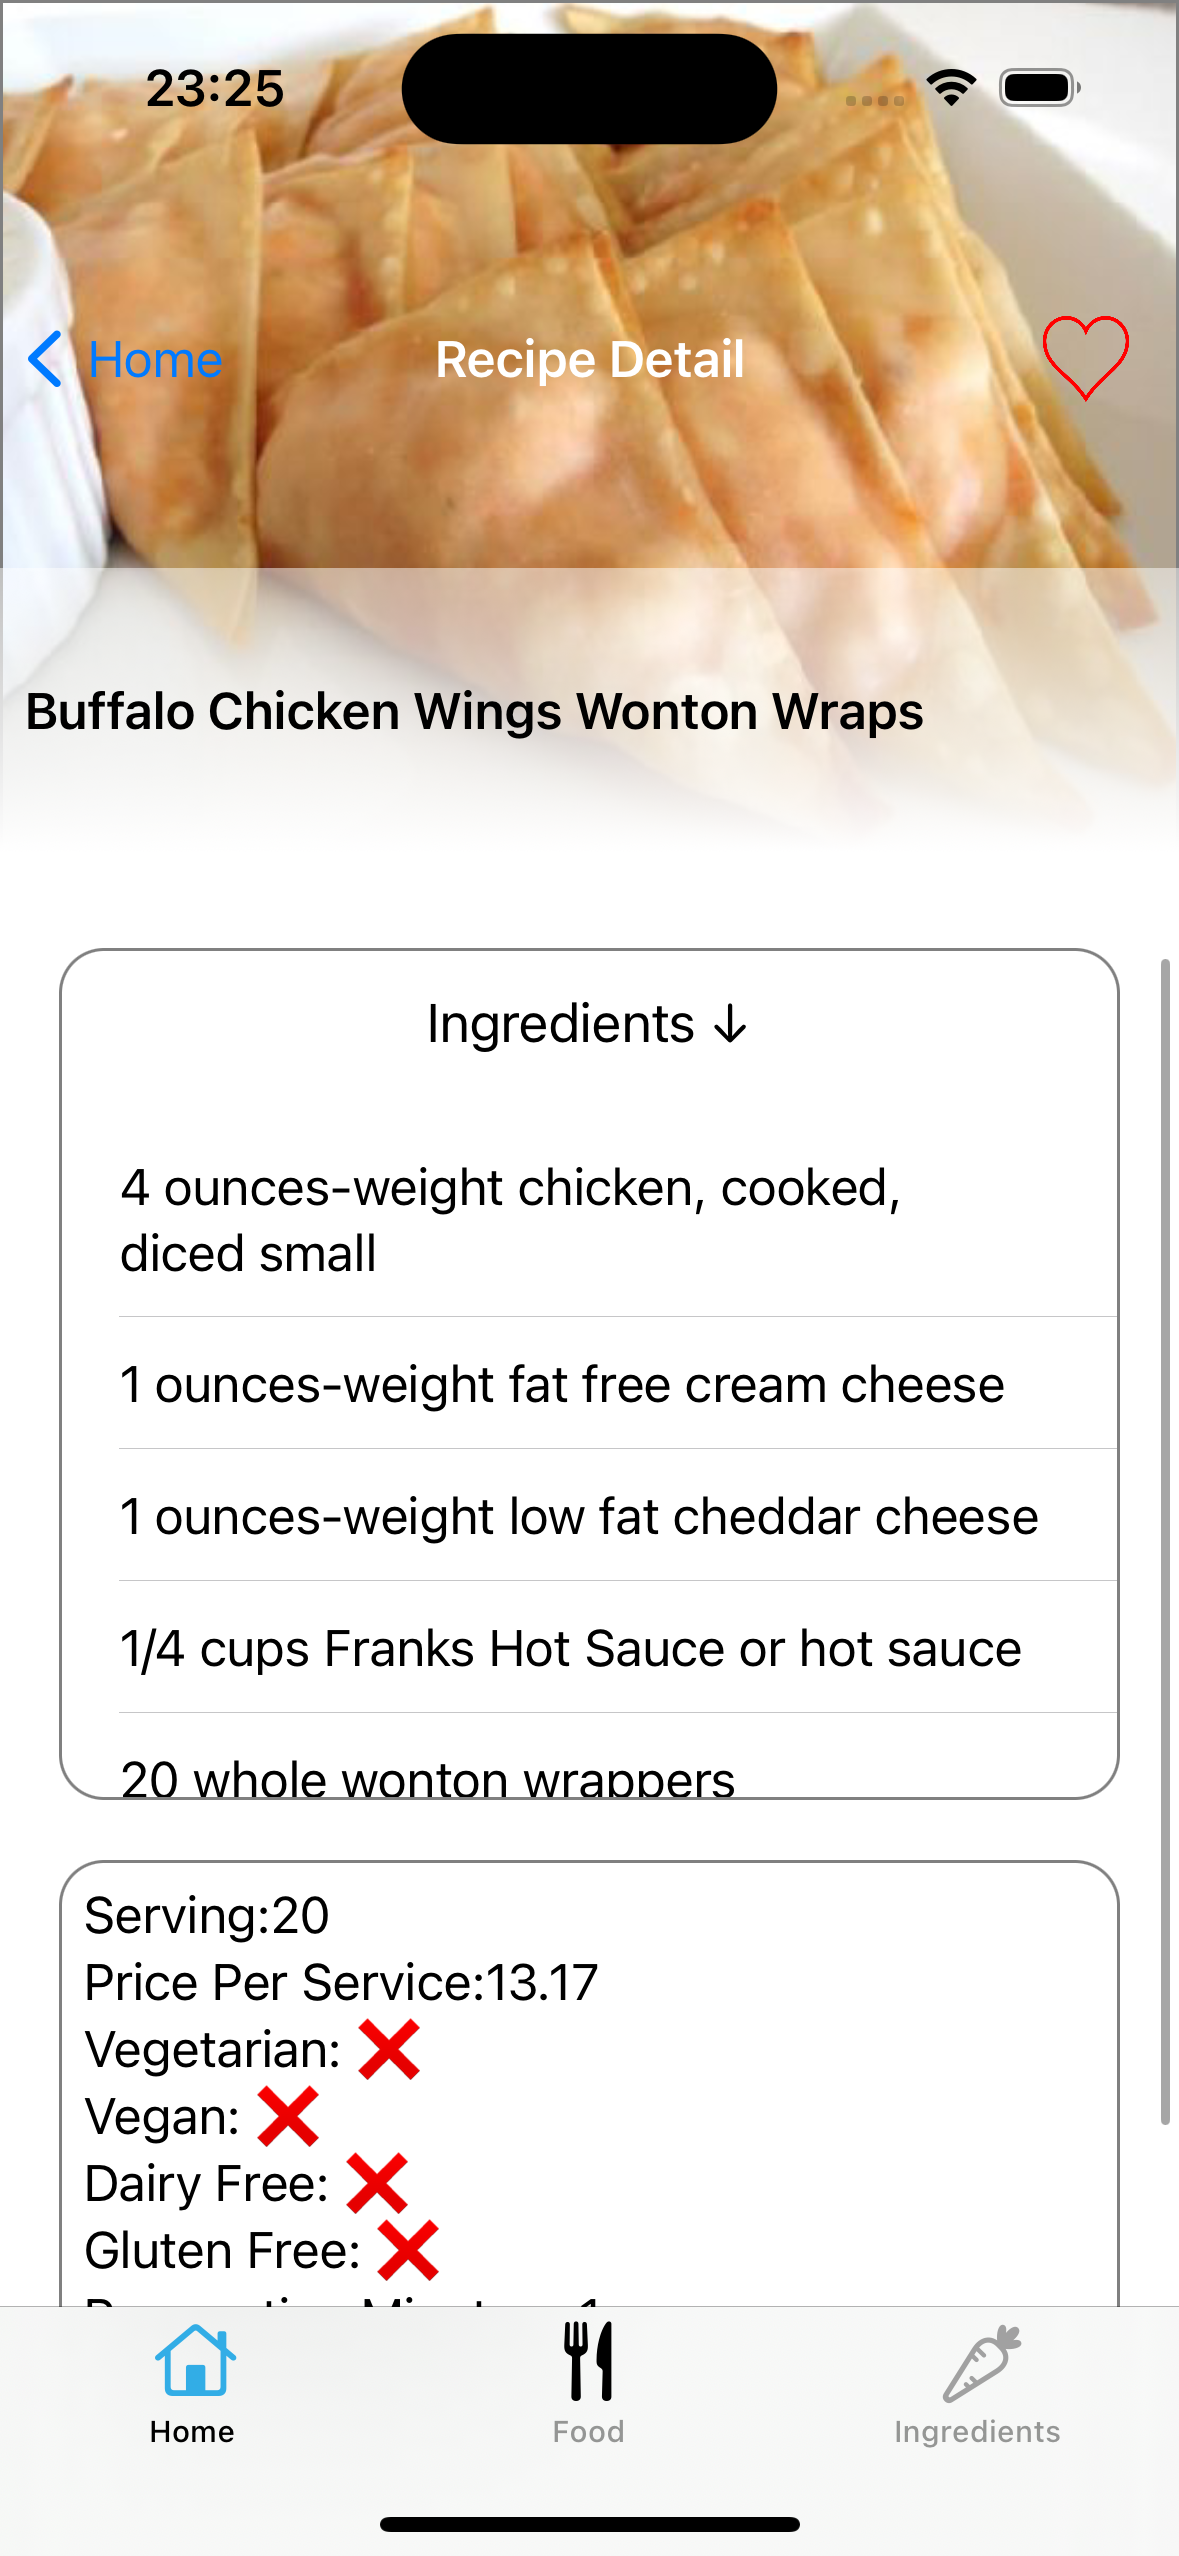 23:25
Home
Recipe Detail
Buffalo Chicken Wings Wonton Wraps
Ingredients ↓
4 ounces-weight chicken, cooked,
diced small
1 ounces-weight fat free cream cheese
1 ounces-weight low fat cheddar cheese
1/4 cups Franks Hot Sauce or hot sauce
20 whole wonton wrappers
Serving:20
Price Per Service:13.17
Vegetarian: ❌
Vegan: ❌
Dairy Free: ❌
Gluten Free: ❌
Home
Food
Ingredients